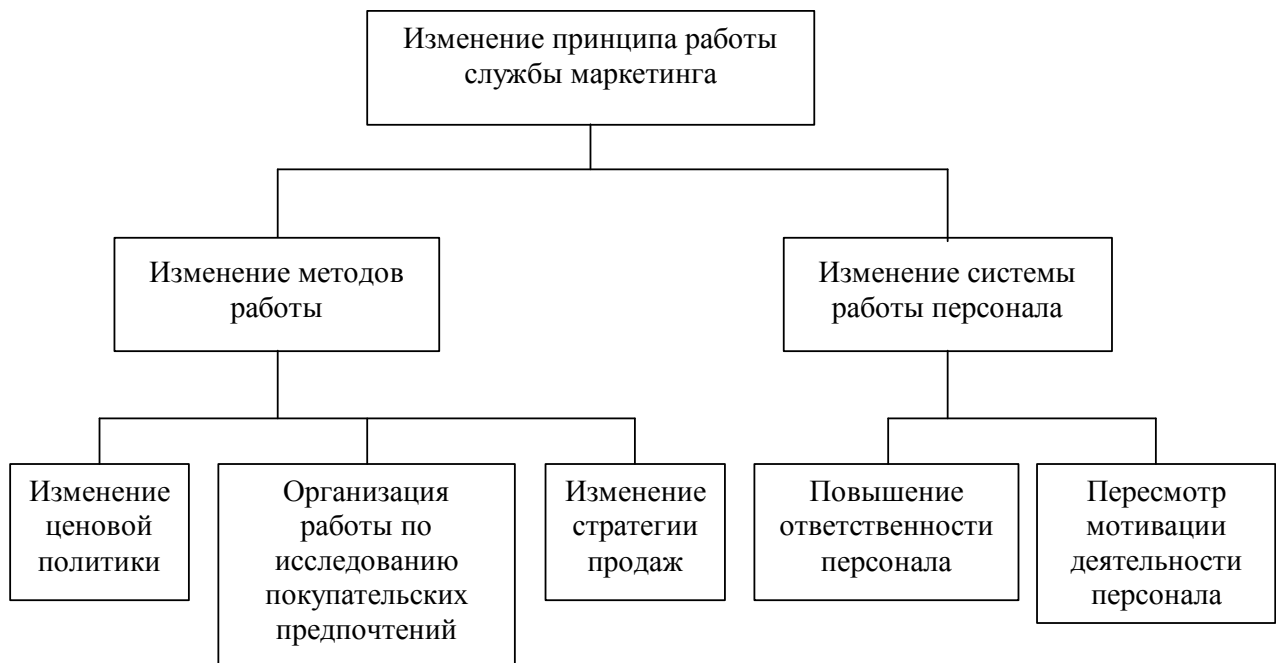 Изменение принципа работы
службы маркетинга
Изменение методов
работы
Изменение системы
работы персонала
Изменение
ценовой
политики
Организация
работы по
исследованию
покупательских
предпочтений
Изменение
стратегии
продаж
Повышение
ответственности
персонала
Пересмотр
мотивации
деятельности
персонала